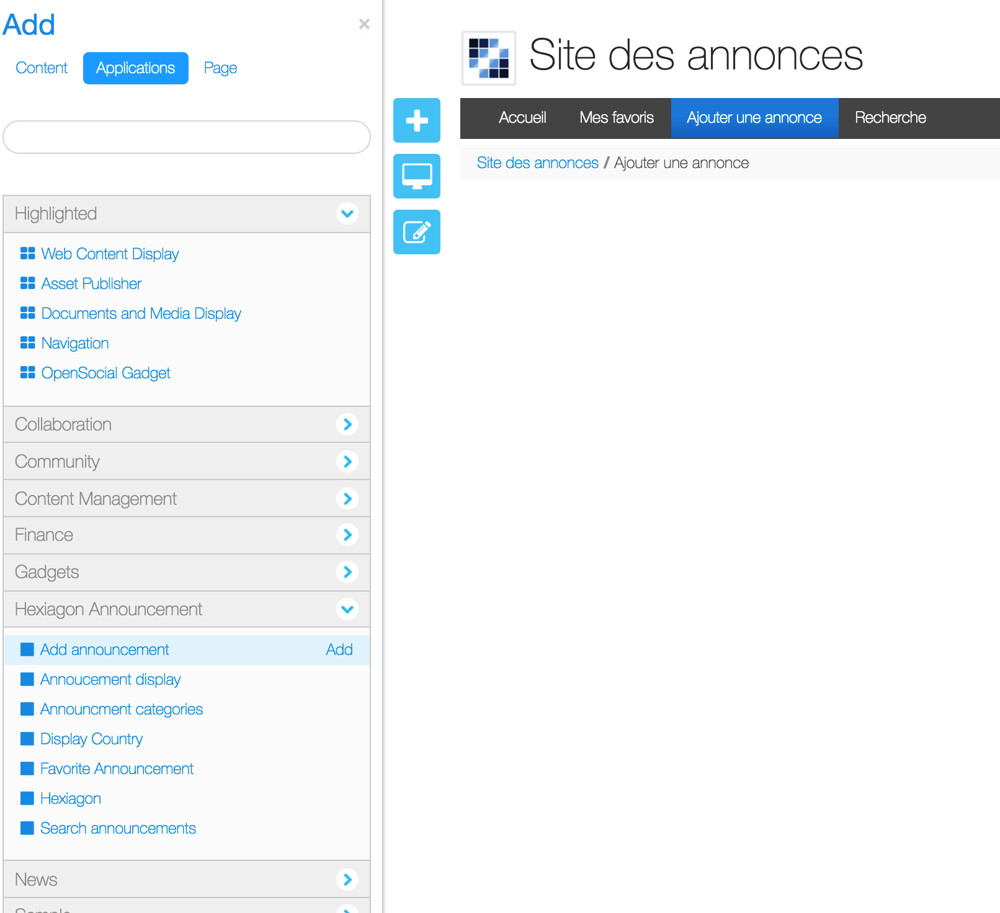 Add
×
Content
Applications
Page
Highlighted
Web Content Display
Asset Publisher
Documents and Media Display
Navigation
OpenSocial Gadget
Collaboration
Community
Content Management
Finance
Gadgets
Hexiagon Announcement
Add announcement
Add
Annoucement display
Announcment categories
Display Country
Favorite Announcement
Hexiagon
Search announcements
News
Site des annonces
Accueil
Mes favoris
Ajouter une annonce
Recherche
Site des annonces / Ajouter une annonce